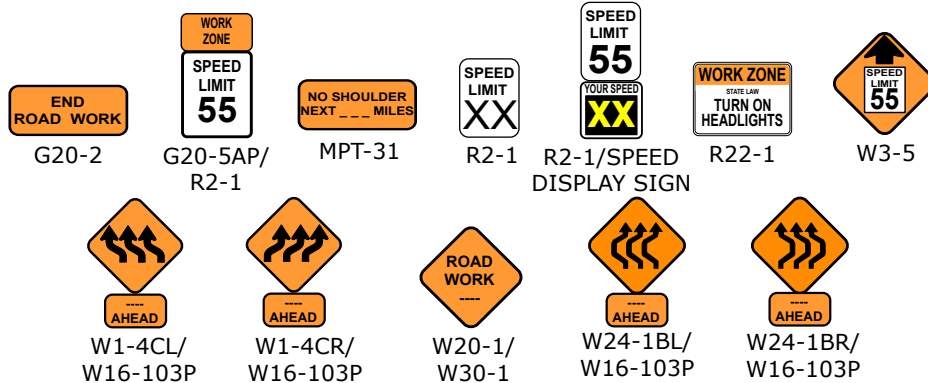 END
ROAD WORK
G20-2
WORK
ZONE
SPEED
LIMIT
55
G20-5AP/
R2-1
NO SHOULDER
NEXT _ _ _ MILES
MPT-31
SPEED
LIMIT
XX
R2-1
SPEED
LIMIT
55
YOUR SPEED
XX
R2-1/SPEED
DISPLAY SIGN
WORK ZONE
STATE LAW
TURN ON
HEADLIGHTS
R22-1
SPEED
LIMIT
55
W3-5
----
AHEAD
W1-4CL/
W16-103P
----
AHEAD
W1-4CR/
W16-103P
ROAD
WORK
----
W20-1/
W30-1
----
AHEAD
W24-1BL/
W16-103P
----
AHEAD
W24-1BR/
W16-103P